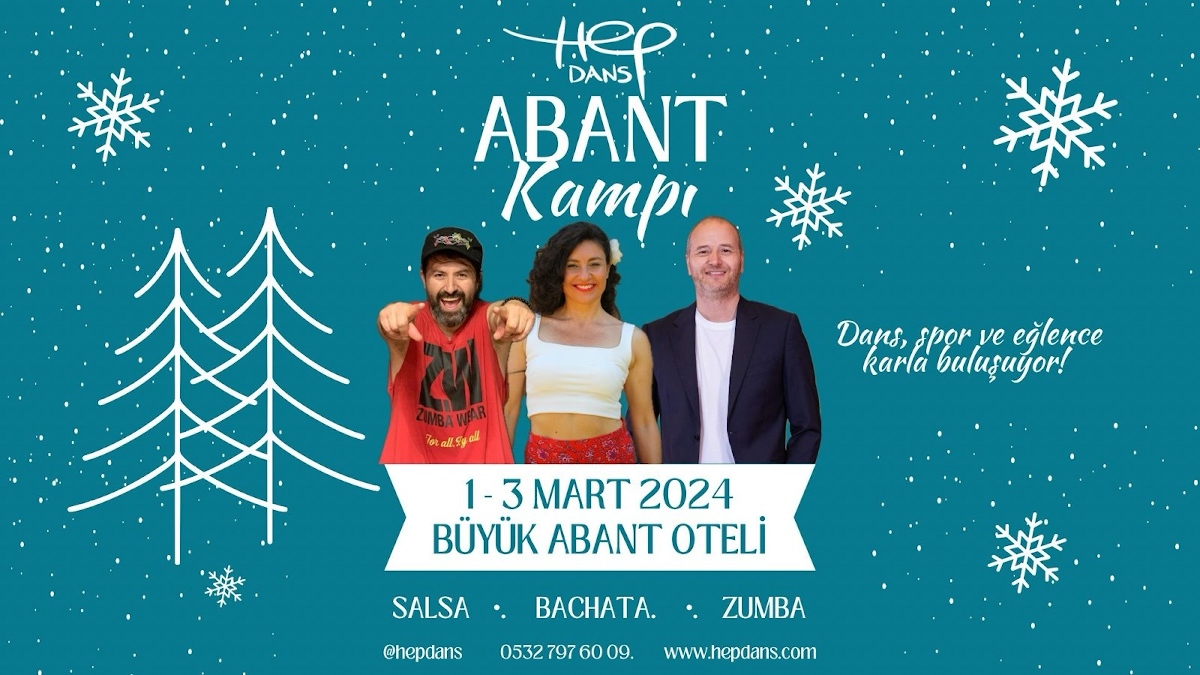 Hep
DANS
ABANT
Kampı
ZUMBA WEAR
For all. By all
Dans, spor ve eğlence
karla buluşuyor!
1 - 3 MART 2024
BÜYÜK ABANT OTELİ
SALSA • BACHATA. • ZUMBA
@hepdans 0532 797 60 09. www.hepdans.com